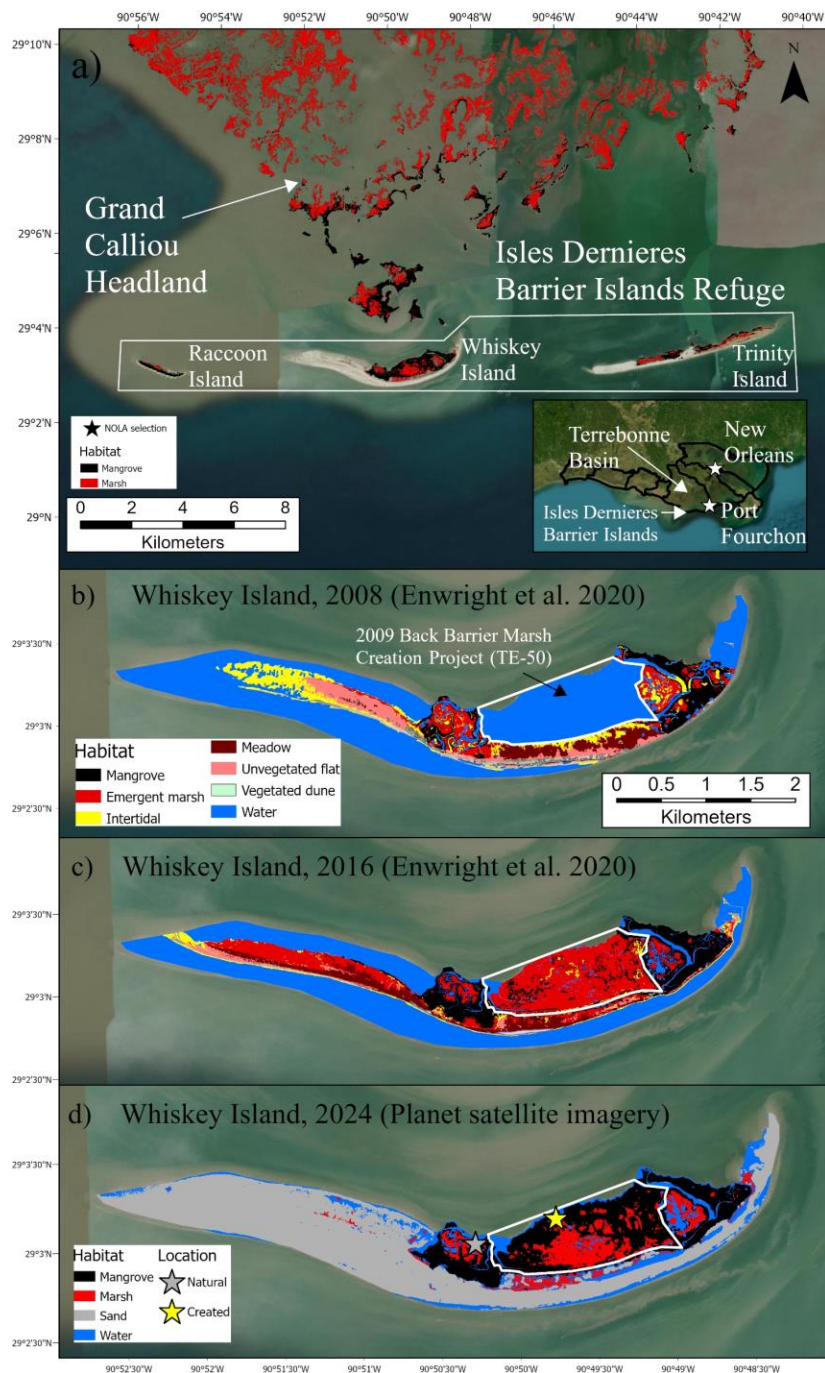 90°56'W 90°54'W 90°52'W 90°50'W 90°48'W 90°46'W 90°44'W 90°42'W 90°40'W
29°10'N
a)
N
29°8'N
Grand
Calliou
Headland
29°6'N
Isles Dernieres
Barrier Islands Refuge
29°4'N
Raccoon
Island
Whiskey
Island
Trinity
Island
29°2'N
NOLA selection
Habitat
Mangrove
Marsh
0 2 4 6 8
Kilometers
29°N
Terrebonne
Basin
New
Orleans
Isles Dernieres
Barrier Islands
Port
Fourchon
b) Whiskey Island, 2008 (Enwright et al. 2020)
29°3'30"N
2009 Back Barrier Marsh
Creation Project (TE-50)
29°3'N
Habitat
Mangrove
Emergent marsh
Intertidal
Meadow
Unvegetated flat
Vegetated dune
Water
29°2'30"N
0 0.5 1 1.5 2
Kilometers
c) Whiskey Island, 2016 (Enwright et al. 2020)
29°3'30"N
29°3'N
29°2'30"N
d) Whiskey Island, 2024 (Planet satellite imagery)
29°3'30"N
29°3'N
Habitat
Mangrove
Marsh
Sand
Water
Location
Natural
Created
29°2'30"N
90°52'30"W 90°52'W 90°51'30"W 90°51'W 90°50'30"W 90°50'W 90°49'30"W 90°49'W 90°48'30"W